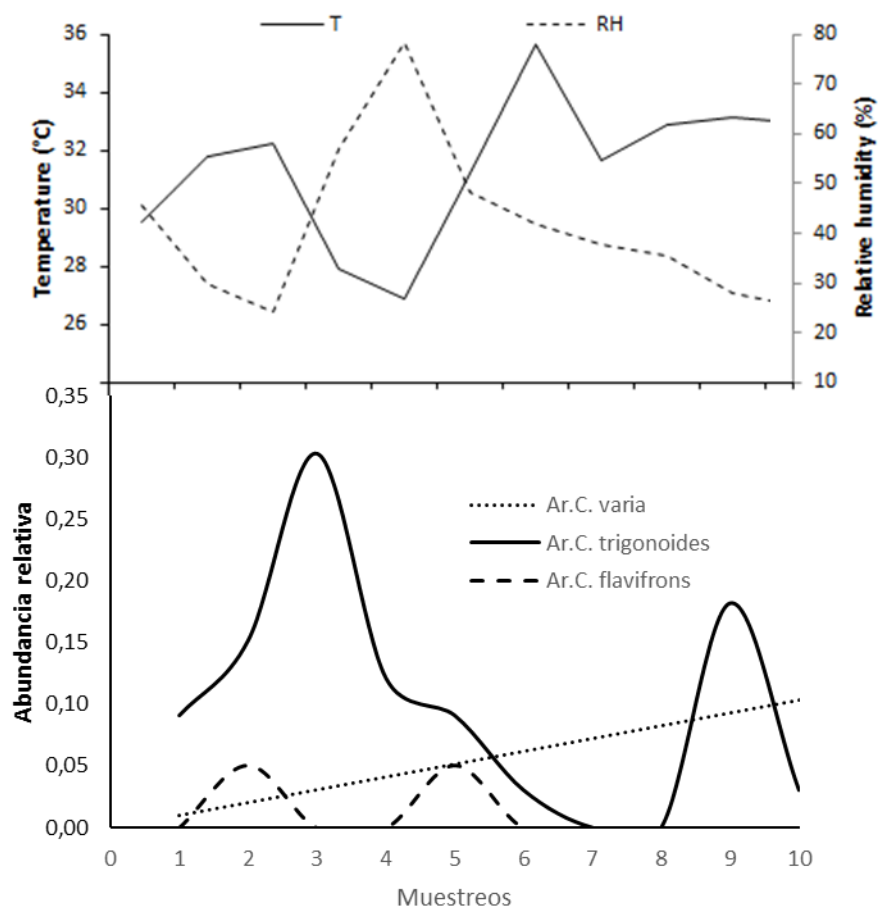 T RH
36
34
32
30
28
26
Temperature (°C)
80
70
60
50
40
30
20
10
Relative humidity (%)
0,35
0,30
0,25
0,20
0,15
0,10
0,05
0,00
Abundancia relativa
Ar.C. varia
Ar.C. trigonoides
Ar.C. flavifrons
0 1 2 3 4 5 6 7 8 9 10
Muestreos